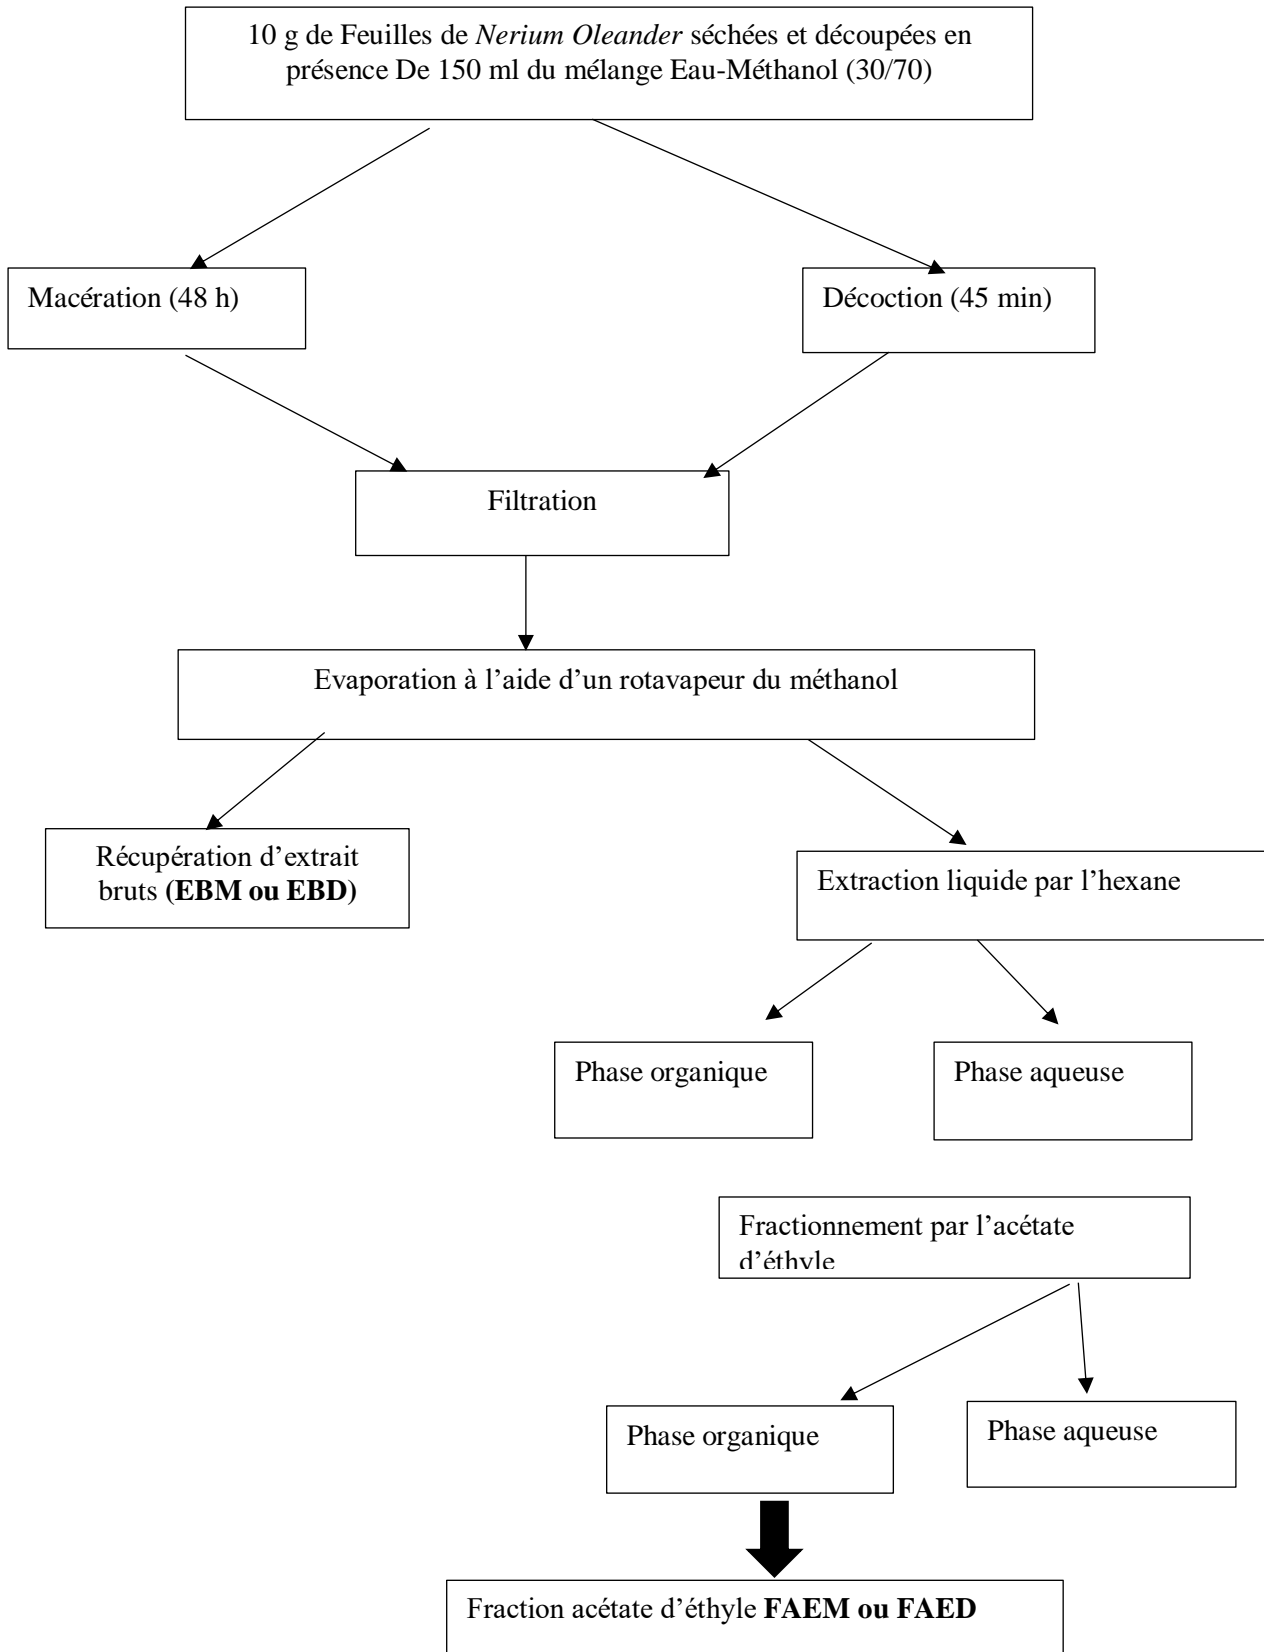 10 g de Feuilles de Nerium Oleander séchées et découpées en
présence De 150 ml du mélange Eau-Méthanol (30/70)
Macération (48 h)
Décoction (45 min)
Filtration
Evaporation à l’aide d’un rotavapeur du méthanol
Récupération d’extrait
bruts (EBM ou EBD)
Extraction liquide par l’hexane
Phase organique
Phase aqueuse
Fractionnement par l’acétate
d’éthyle
Phase organique
Phase aqueuse
Fraction acétate d’éthyle FAEM ou FAED